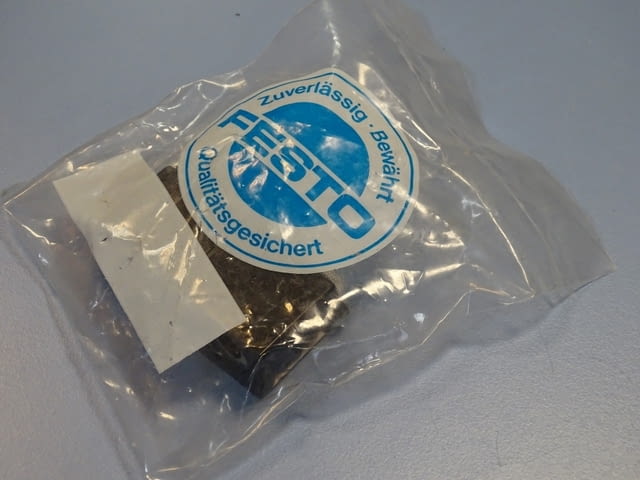 Zuverlässig · Bewährt
FESTO
Qualitätsgesichert